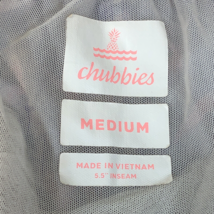 chubbies
MEDIUM
MADE IN VIETNAM
5.5" INSEAM